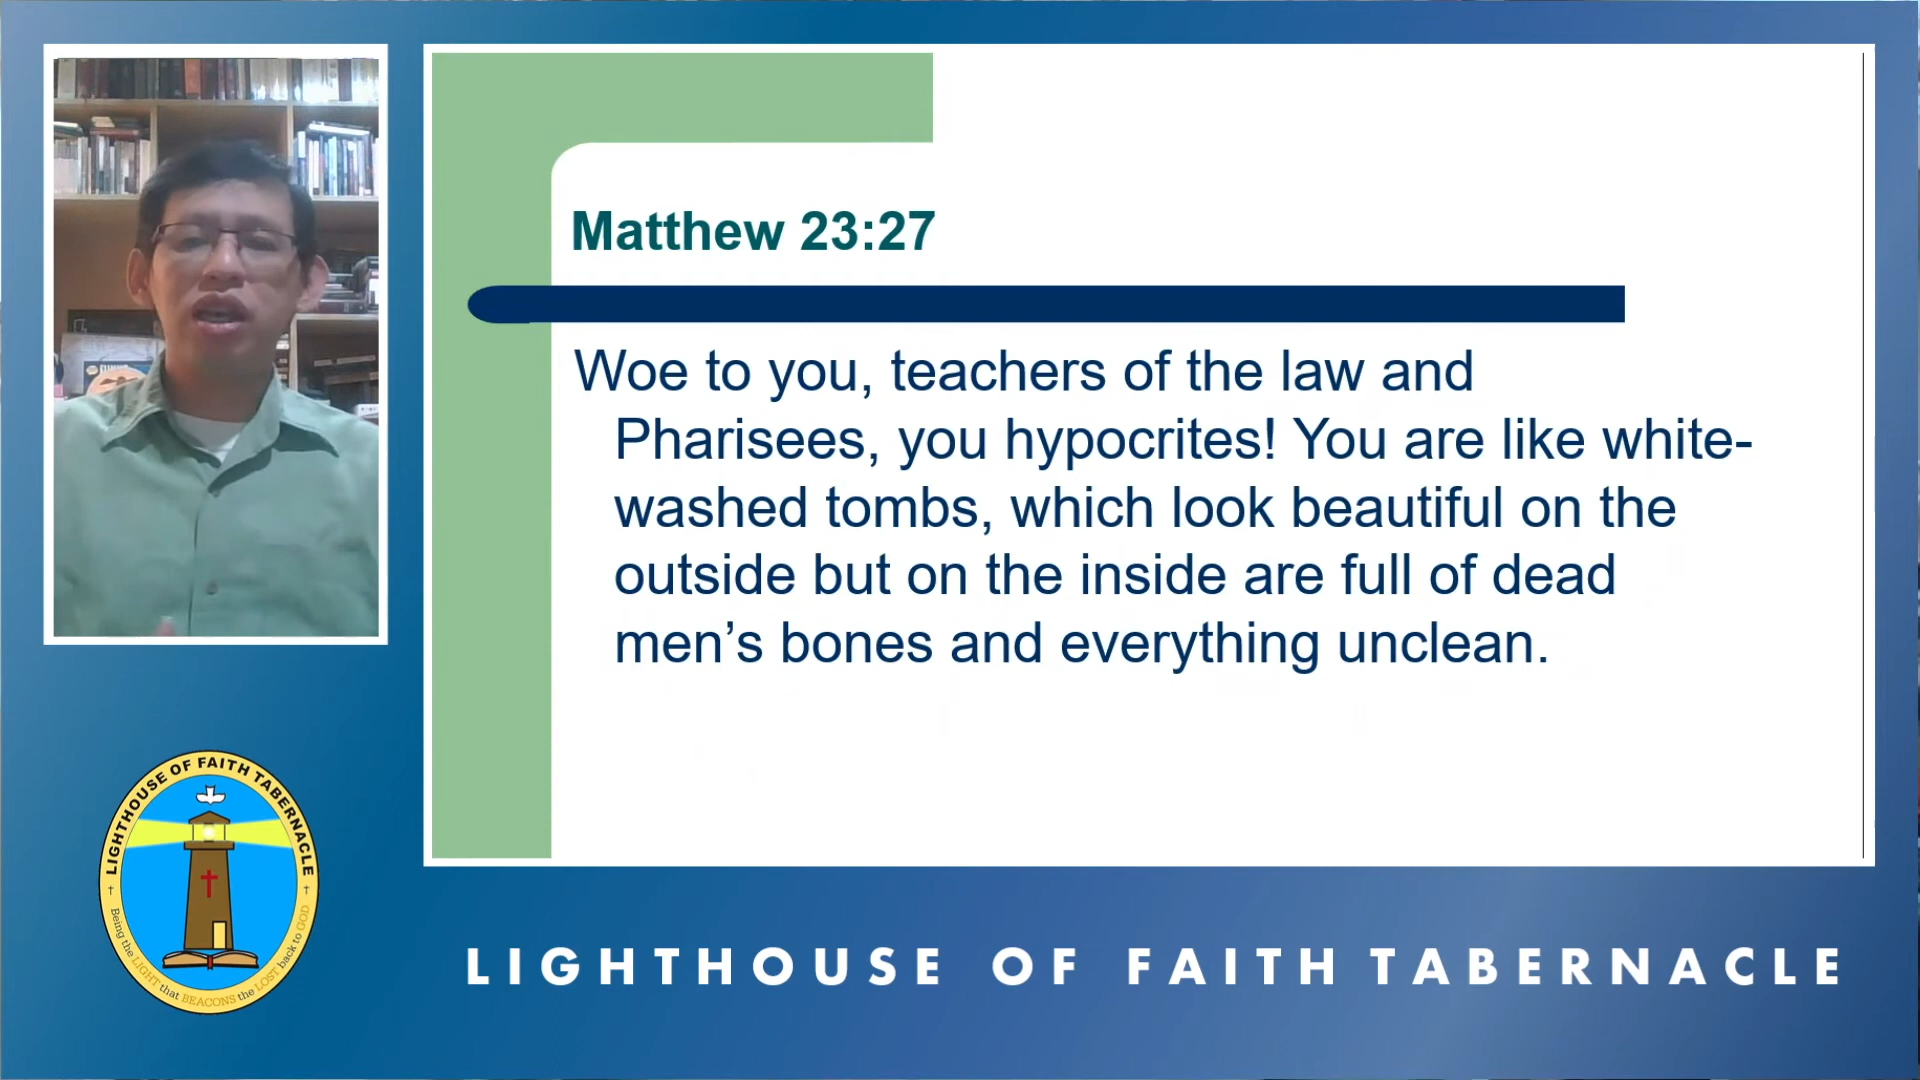 Matthew 23:27
Woe to you, teachers of the law and
Pharisees, you hypocrites! You are like white-
washed tombs, which look beautiful on the
outside but on the inside are full of dead
men’s bones and everything unclean.
LIGHTHOUSE OF FAITH TABERNACLE
Being the LIGHT that BEACONS the LOST back to GOD
LIGHTHOUSE OF FAITH TABERNACLE